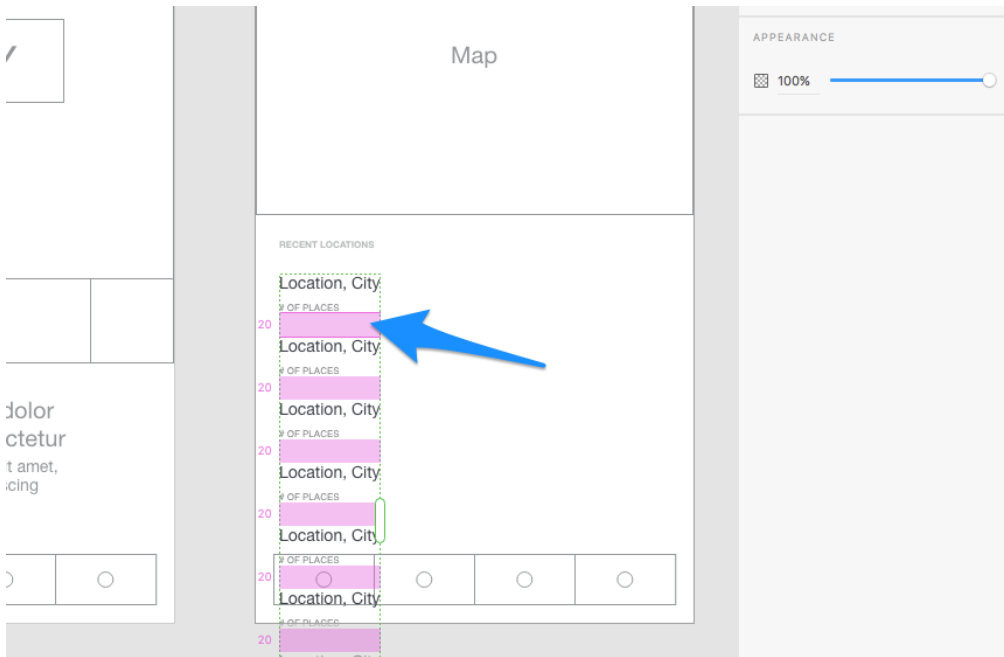 Map
APPEARANCE
100%
RECENT LOCATIONS
Location, City
# OF PLACES
20
Location, City
# OF PLACES
20
Location, City
# OF PLACES
20
Location, City
# OF PLACES
20
Location, City
# OF PLACES
20
Location, City
# OF PLACES
20
dolor
ctetur
t amet,
scing